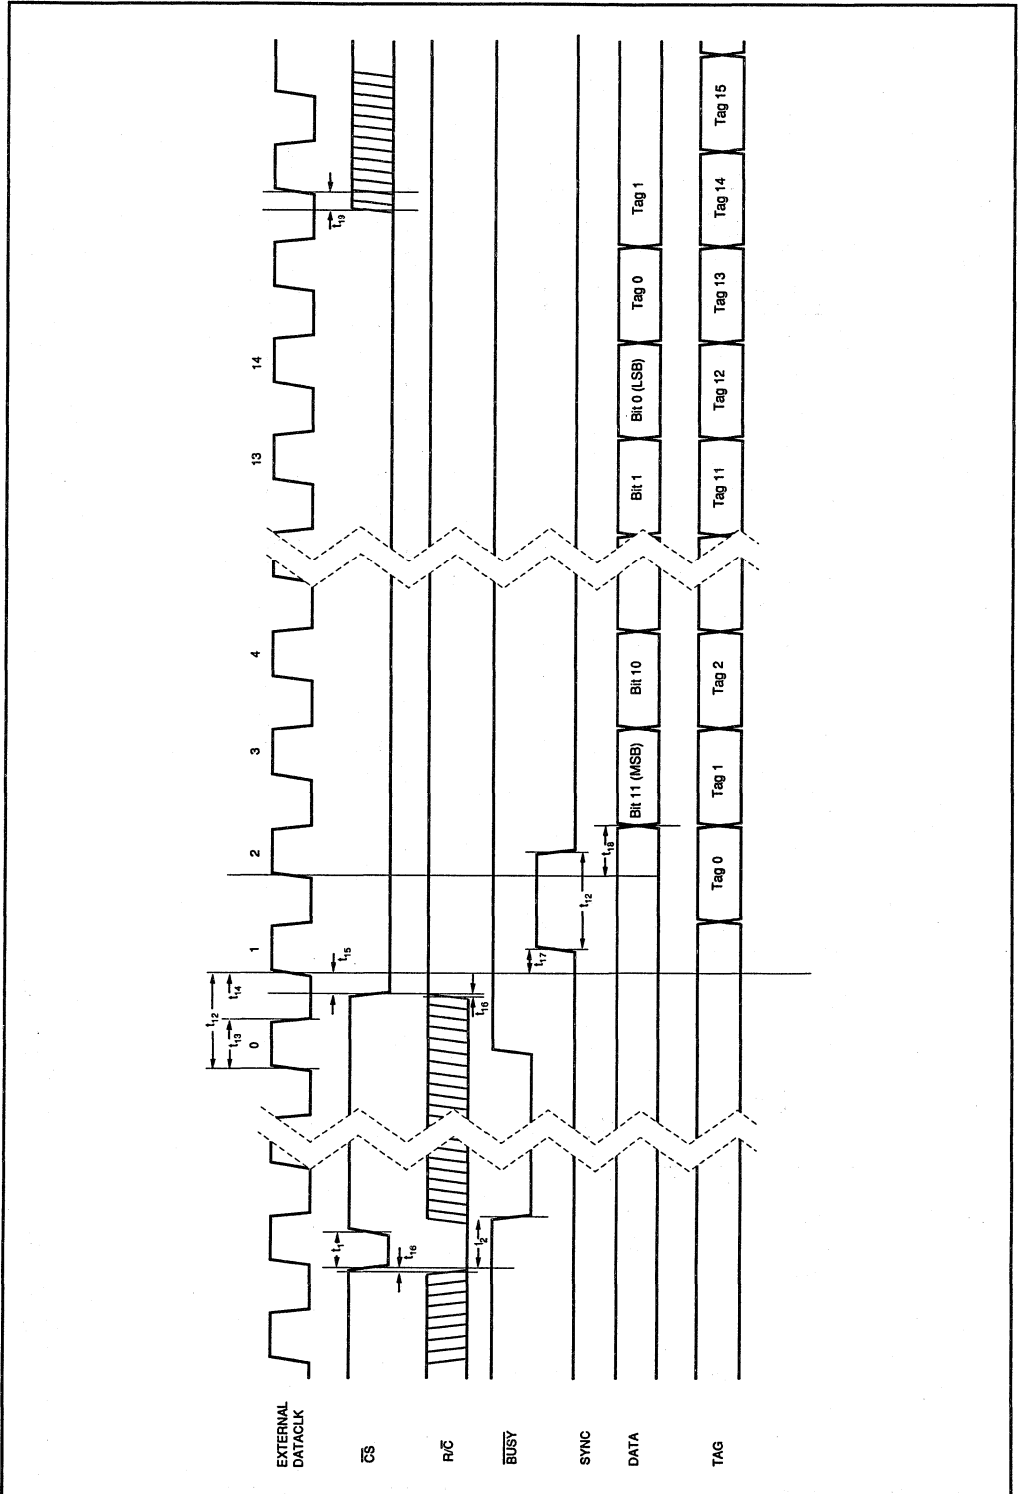 EXTERNAL
DATACLK
0
1
2
3
4
13
14
t12
t13
t14
CS
t1
t16
t15
t19
R/C
t16
BUSY
t2
SYNC
t17
t12
DATA
t18
Bit 11 (MSB)
Bit 10
Bit 1
Bit 0 (LSB)
Tag 0
Tag 1
TAG
Tag 0
Tag 1
Tag 2
Tag 11
Tag 12
Tag 13
Tag 14
Tag 15